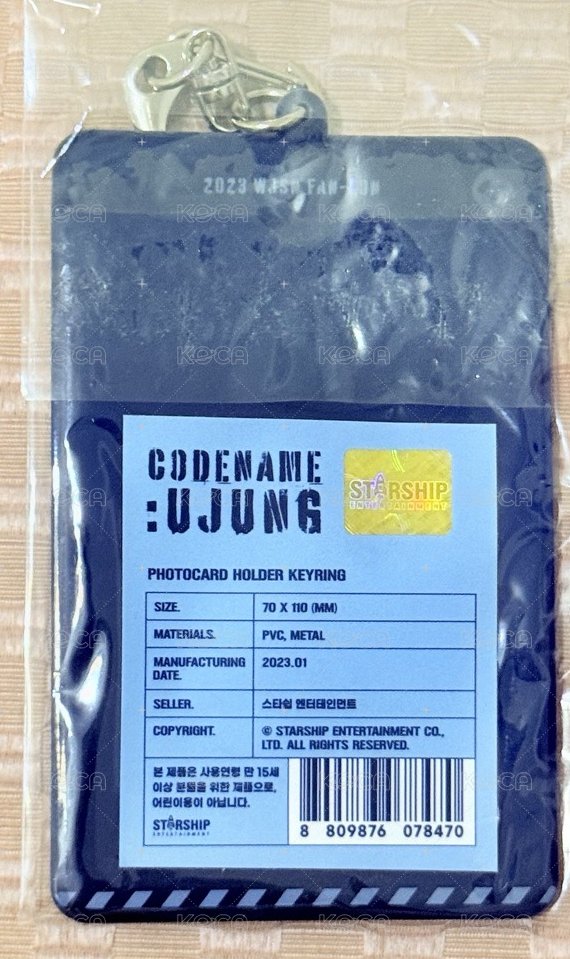 2023 WJSN FAN-CON
CODENAME
:UJUNG
STARSHIP
ENTERTAINMENT
PHOTOCARD HOLDER KEYRING
SIZE. 70 X 110 (MM)
MATERIALS. PVC, METAL
MANUFACTURING DATE. 2023.01
SELLER. 스타쉽 엔터테인먼트
COPYRIGHT. © STARSHIP ENTERTAINMENT CO.,
LTD. ALL RIGHTS RESERVED.
본 제품은 사용연령 만 15세
이상 분들을 위한 제품으로,
어린이용이 아닙니다.
STARSHIP
ENTERTAINMENT
8 809876 078470
KOCA